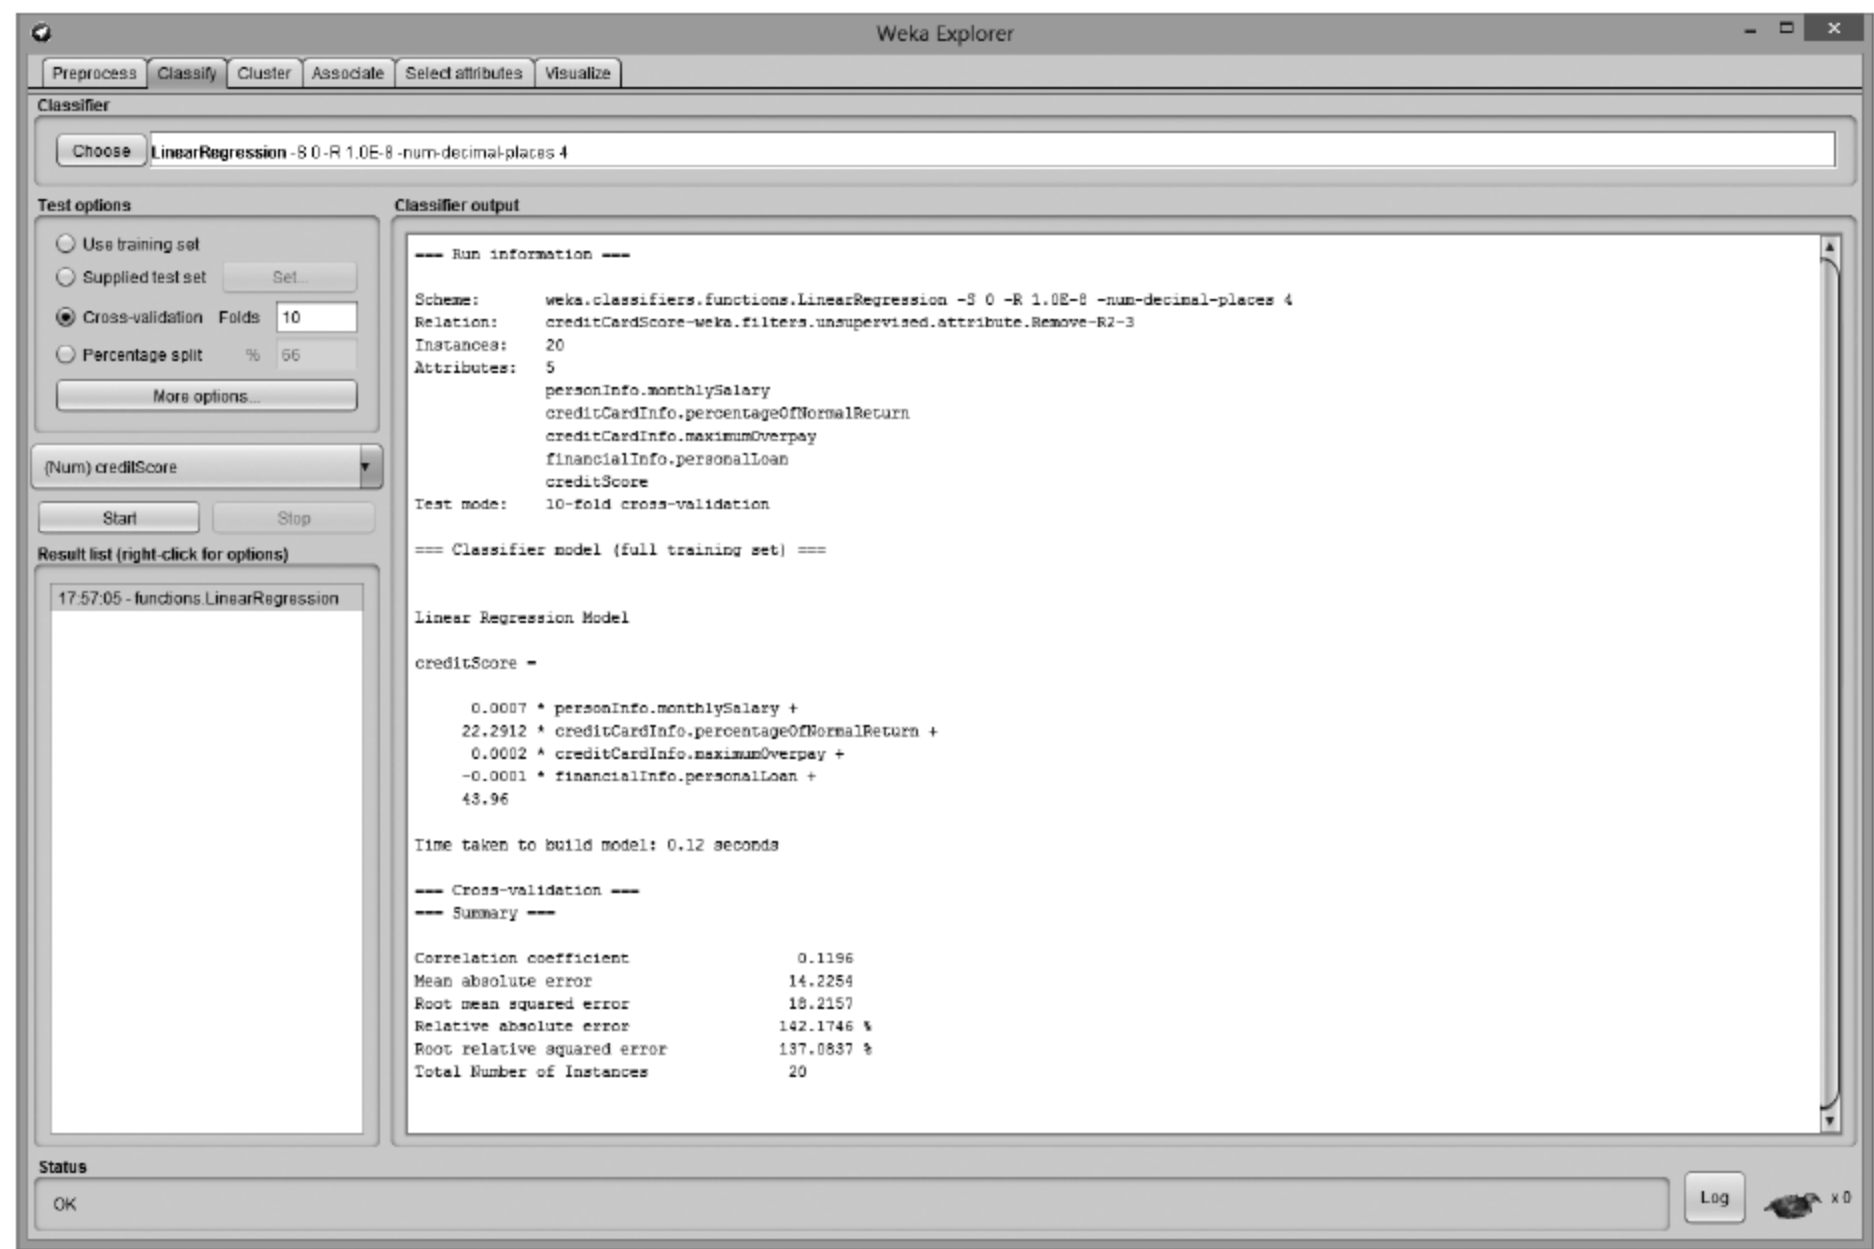 Weka Explorer
Preprocess Classify Cluster Associate Select attributes Visualize
Classifier
Choose LinearRegression -S 0 -R 1.0E-8 -num-decimal-places 4
Test options
Use training set
Supplied test set Set...
Cross-validation Folds 10
Percentage split % 66
More options...
(Num) creditScore
Start Stop
Result list (right-click for options)
17:57:05 - functions.LinearRegression
Classifier output
=== Run information ===
Scheme: weka.classifiers.functions.LinearRegression -S 0 -R 1.0E-8 -num-decimal-places 4
Relation: creditCardScore-weka.filters.unsupervised.attribute.Remove-R2-3
Instances: 20
Attributes: 5
personInfo.monthlySalary
creditCardInfo.percentageOfNormalReturn
creditCardInfo.maximumOverpay
financialInfo.personalLoan
creditScore
Test mode: 10-fold cross-validation
=== Classifier model (full training set) ===
Linear Regression Model
creditScore =
0.0007 * personInfo.monthlySalary +
22.2912 * creditCardInfo.percentageOfNormalReturn +
0.0002 * creditCardInfo.maximumOverpay +
-0.0001 * financialInfo.personalLoan +
43.96
Time taken to build model: 0.12 seconds
=== Cross-validation ===
=== Summary ===
Correlation coefficient 0.1196
Mean absolute error 14.2254
Root mean squared error 18.2157
Relative absolute error 142.1746 %
Root relative squared error 137.0837 %
Total Number of Instances 20
Status
OK
Log x 0